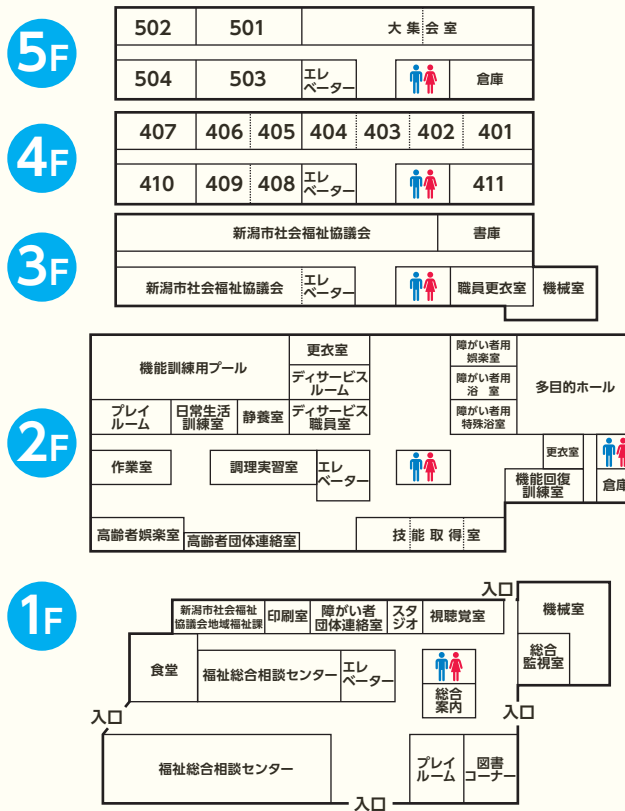 5F
502
501
大集会室
504
503
エレ
ベーター
倉庫
4F
407
406
405
404
403
402
401
410
409
408
エレ
ベーター
411
3F
新潟市社会福祉協議会
書庫
新潟市社会福祉協議会
エレ
ベーター
職員更衣室
機械室
2F
機能訓練用プール
更衣室
ディサービス
ルーム
障がい者用
娯楽室
障がい者用
浴室
多目的ホール
プレイ
ルーム
日常生活
訓練室
静養室
ディサービス
職員室
障がい者用
特殊浴室
作業室
調理実習室
エレ
ベーター
更衣室
機能回復
訓練室
倉庫
高齢者娯楽室
高齢者団体連絡室
技能取得室
1F
入口
新潟市社会福祉
協議会地域福祉課
印刷室
障がい者
団体連絡室
スタ
ジオ
視聴覚室
機械室
食堂
福祉総合相談センター
エレ
ベーター
総合
案内
総合
監視室
入口
入口
福祉総合相談センター
プレイ
ルーム
図書
コーナー
入口